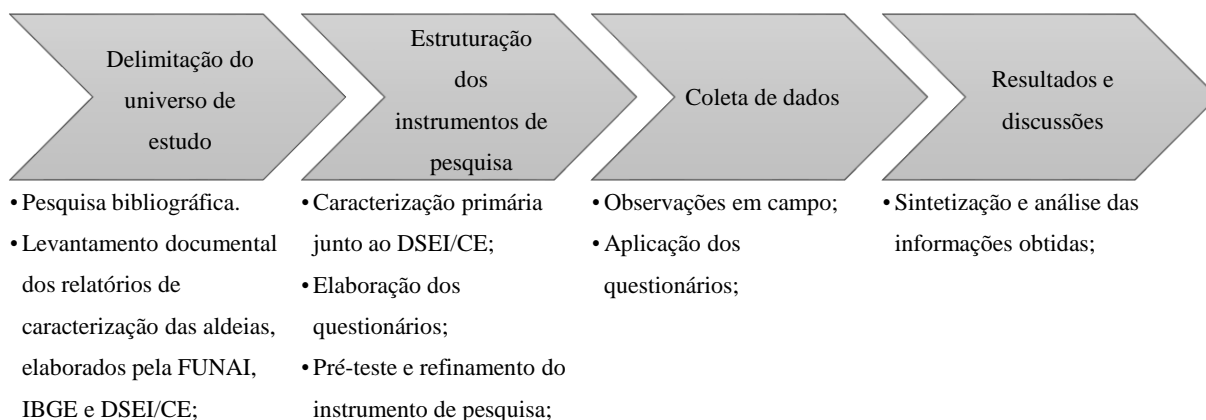 Delimitação do
universo de
estudo
• Pesquisa bibliográfica.
• Levantamento documental
dos relatórios de
caracterização das aldeias,
elaborados pela FUNAI,
IBGE e DSEI/CE;
Estruturação
dos
instrumentos de
pesquisa
• Caracterização primária
junto ao DSEI/CE;
• Elaboração dos
questionários;
• Pré-teste e refinamento do
instrumento de pesquisa;
Coleta de dados
• Observações em campo;
• Aplicação dos
questionários;
Resultados e
discussões
• Sintetização e análise das
informações obtidas;